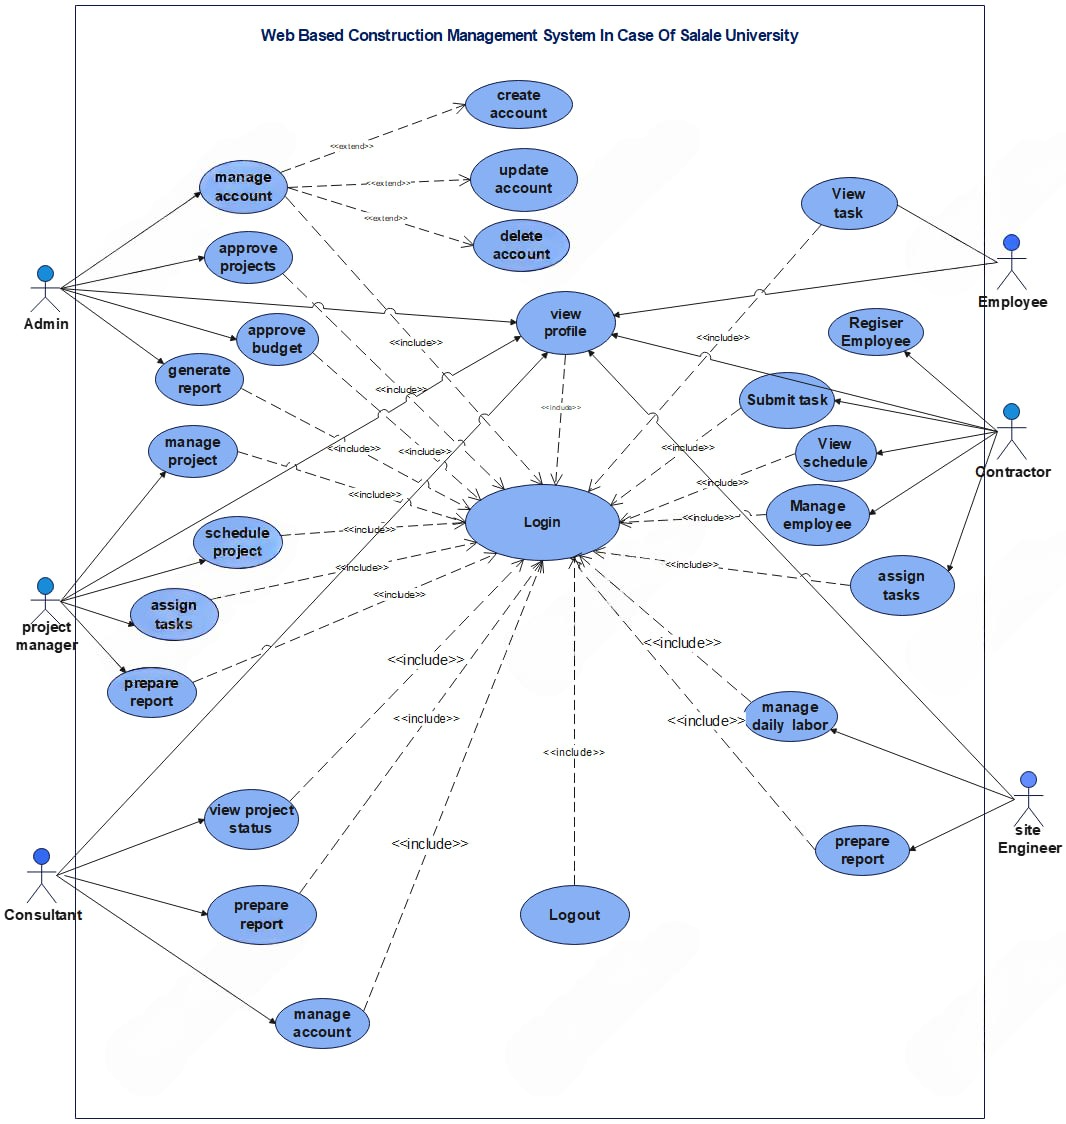 Web Based Construction Management System In Case Of Salale University
create
account
<<extend>>
manage
account
update
account
<<extend>>
View
task
<<extend>>
delete
account
approve
projects
Employee
Admin
view
profile
Regiser
Employee
approve
budget
<<include>>
<<include>>
generate
report
<<include>>
<<include>>
Submit task
manage
project
<<include>>
<<include>>
<<include>>
View
schedule
Contractor
<<include>>
<<include>>
Manage
employee
<<include>>
Login
schedule
project
<<include>>
<<include>>
<<include>>
assign
tasks
<<include>>
assign
tasks
project
manager
<<include>>
<<include>>
prepare
report
manage
daily labor
<<include>>
<<include>>
<<include>>
view project
status
site
Engineer
<<include>>
prepare
report
Consultant
prepare
report
Logout
manage
account